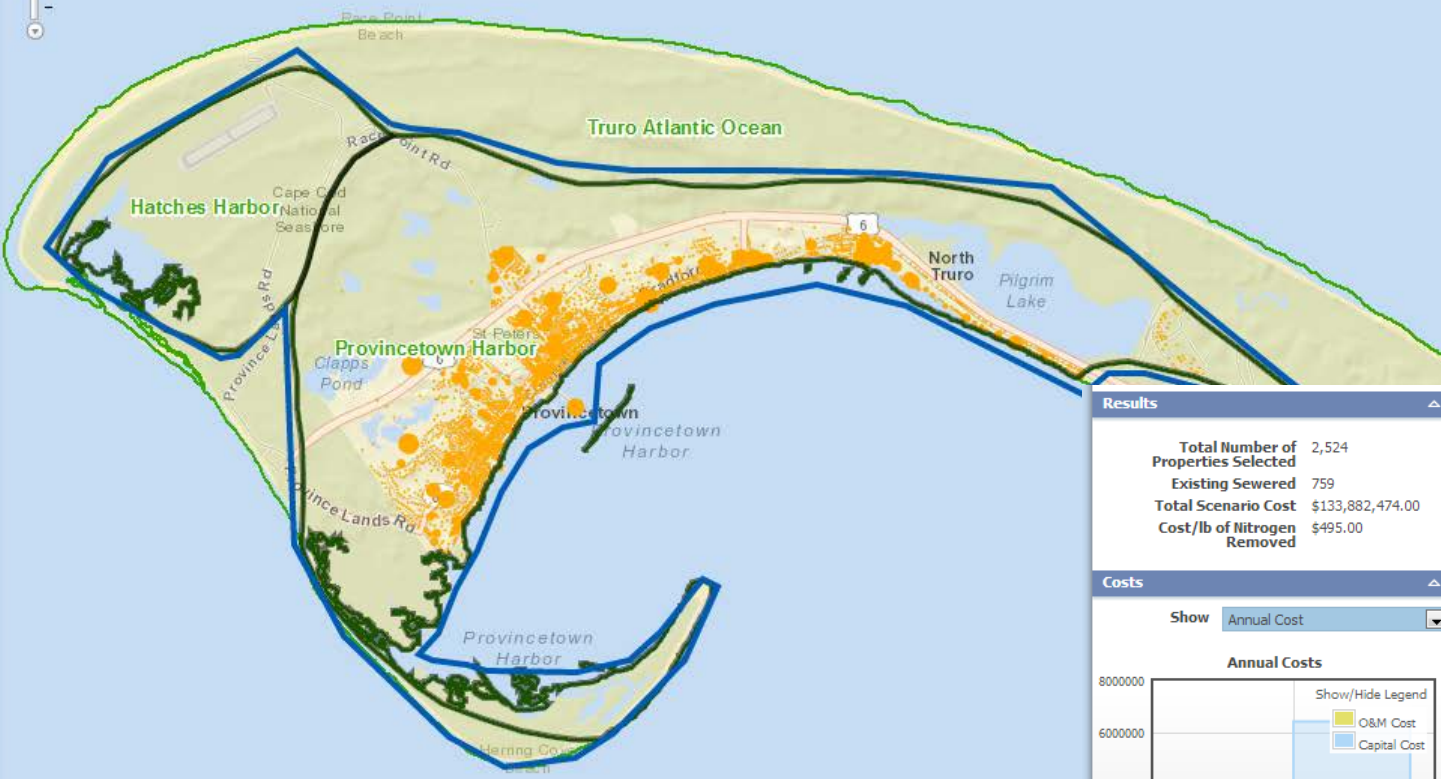 Race Point
Beach
Truro Atlantic Ocean
Race Point Rd
Hatches Harbor
Cape Cod
National
Seashore
6
North
Truro
Pilgrim
Lake
Bradford
St Peters
Provincetown Harbor
6
Clapps
Pond
Province Lands Rd
Provincetown
Provincetown
Harbor
Province Lands Rd
Provincetown
Harbor
Herring Cove
Beach
Results
Total Number of
Properties Selected 2,524
Existing Sewered 759
Total Scenario Cost $133,882,474.00
Cost/lb of Nitrogen
Removed $495.00
Costs
Show Annual Cost
Annual Costs
8000000
Show/Hide Legend
O&M Cost
6000000
Capital Cost